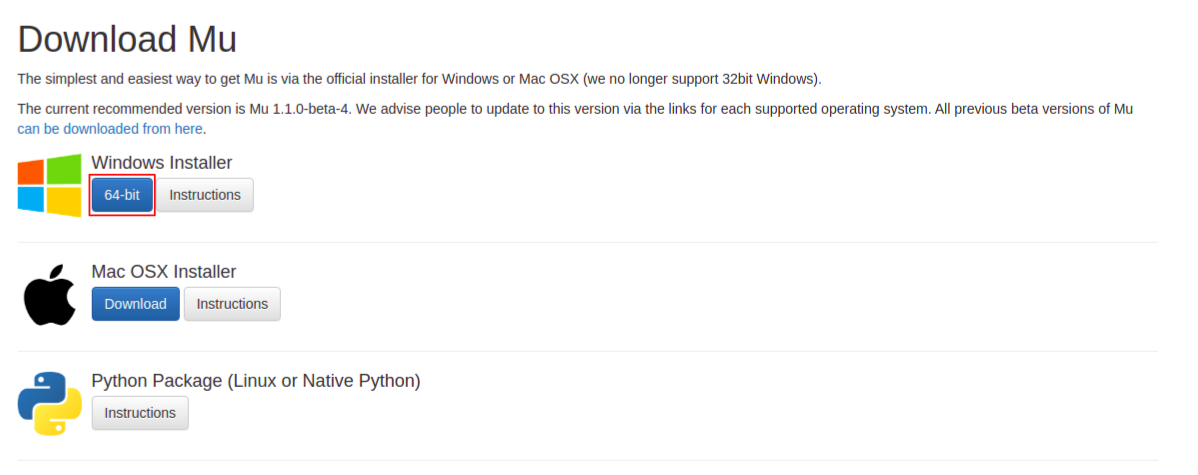 Download Mu
The simplest and easiest way to get Mu is via the official installer for Windows or Mac OSX (we no longer support 32bit Windows).
The current recommended version is Mu 1.1.0-beta-4. We advise people to update to this version via the links for each supported operating system. All previous beta versions of Mu
can be downloaded from here.
Windows Installer
64-bit Instructions
Mac OSX Installer
Download Instructions
Python Package (Linux or Native Python)
Instructions